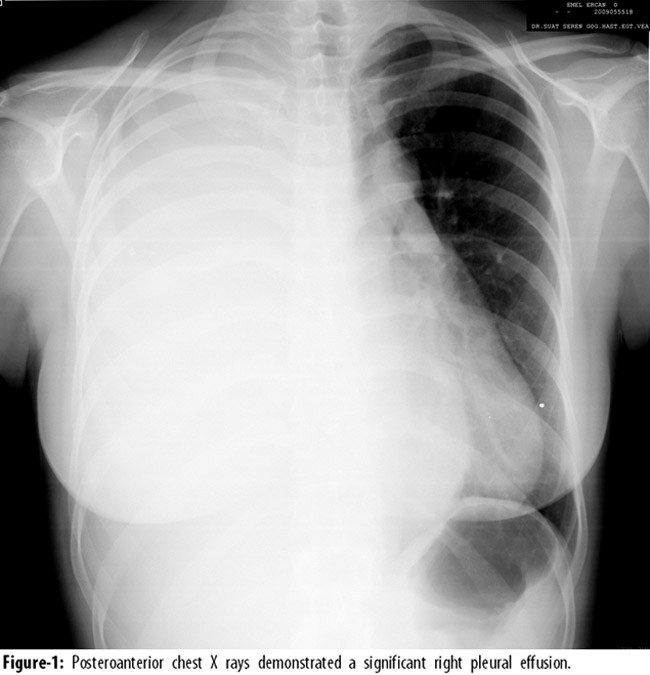 EMEL ERCAN G
- - 2009055518
DR.SUAT SEREN GOG.HAST.EGT.VEA
Figure-1: Posteroanterior chest X rays demonstrated a significant right pleural effusion.